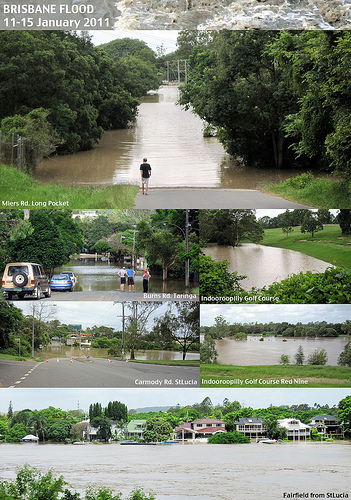 BRISBANE FLOOD
11-15 January 2011
Miers Rd. Long Pocket
Burns Rd. Taringa
Indooroopilly Golf Course
Carmody Rd. StLucia
Indooroopilly Golf Course Red Nine
Fairfield from StLucia